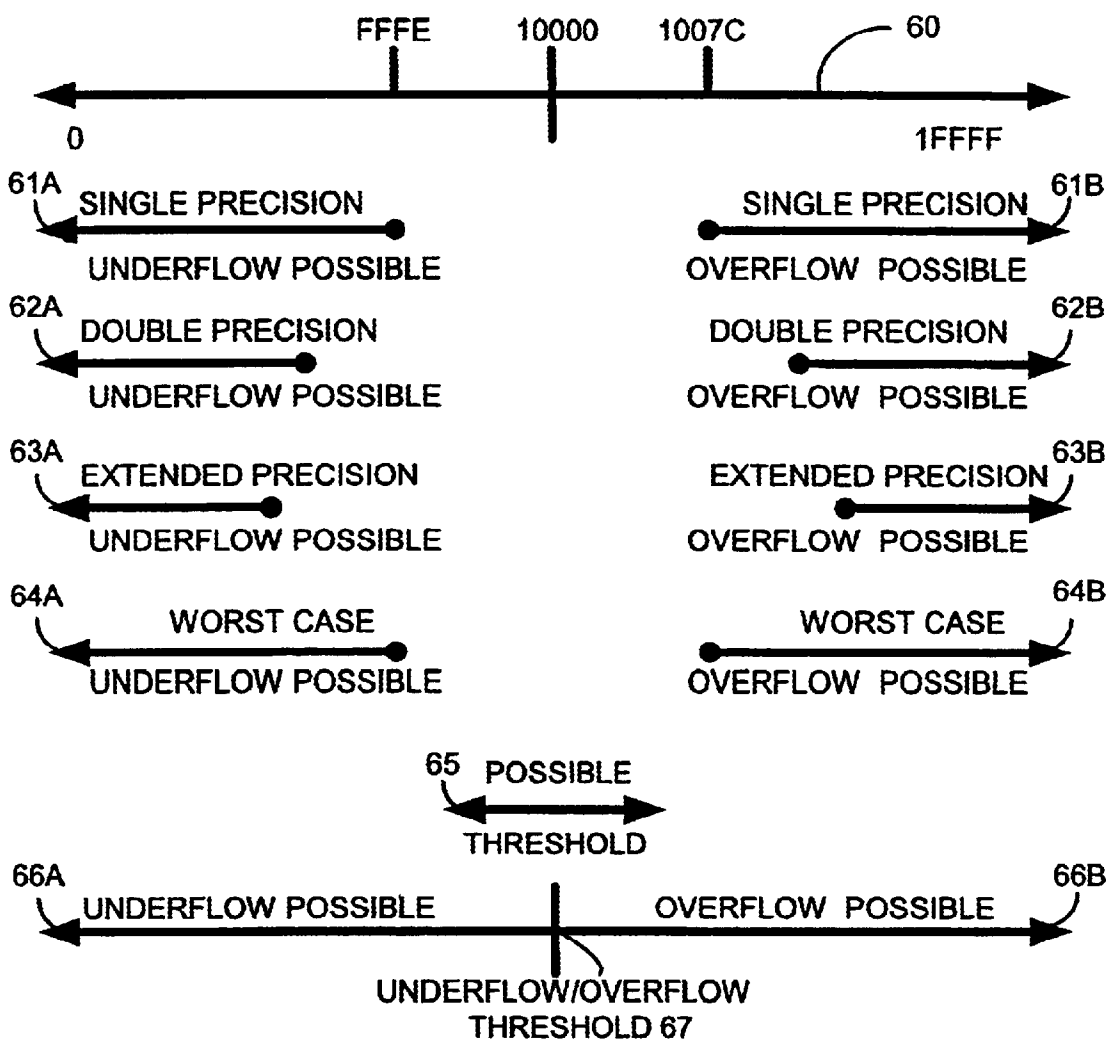 FFFE 10000 1007C 60
0 1FFFF
61A 61B
SINGLE PRECISION SINGLE PRECISION
UNDERFLOW POSSIBLE OVERFLOW POSSIBLE
62A 62B
DOUBLE PRECISION DOUBLE PRECISION
UNDERFLOW POSSIBLE OVERFLOW POSSIBLE
63A 63B
EXTENDED PRECISION EXTENDED PRECISION
UNDERFLOW POSSIBLE OVERFLOW POSSIBLE
64A 64B
WORST CASE WORST CASE
UNDERFLOW POSSIBLE OVERFLOW POSSIBLE
65 POSSIBLE
THRESHOLD
66A 66B
UNDERFLOW POSSIBLE OVERFLOW POSSIBLE
UNDERFLOW/OVERFLOW
THRESHOLD 67